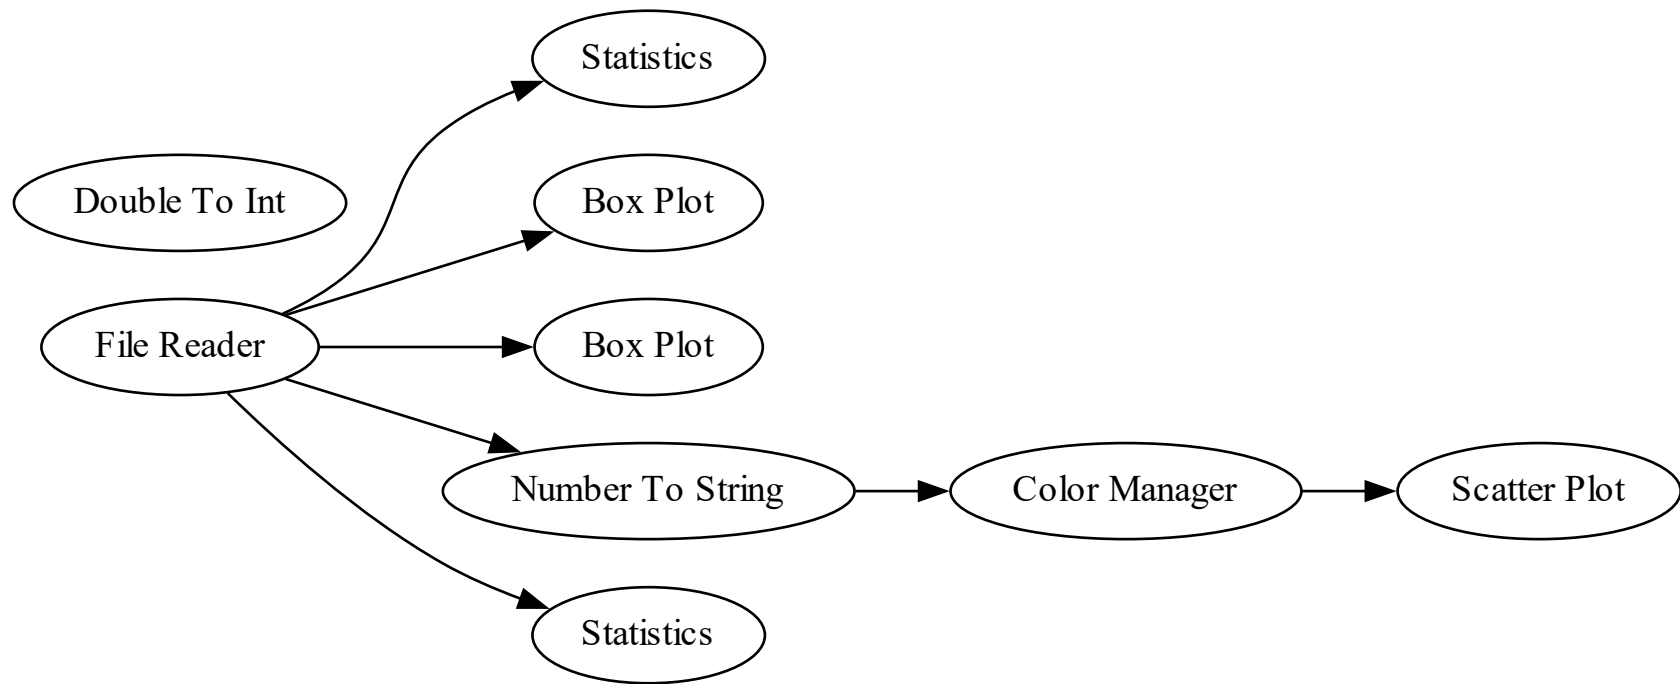 Statistics
Double To Int
Box Plot
File Reader
Box Plot
Number To String
Color Manager
Scatter Plot
Statistics